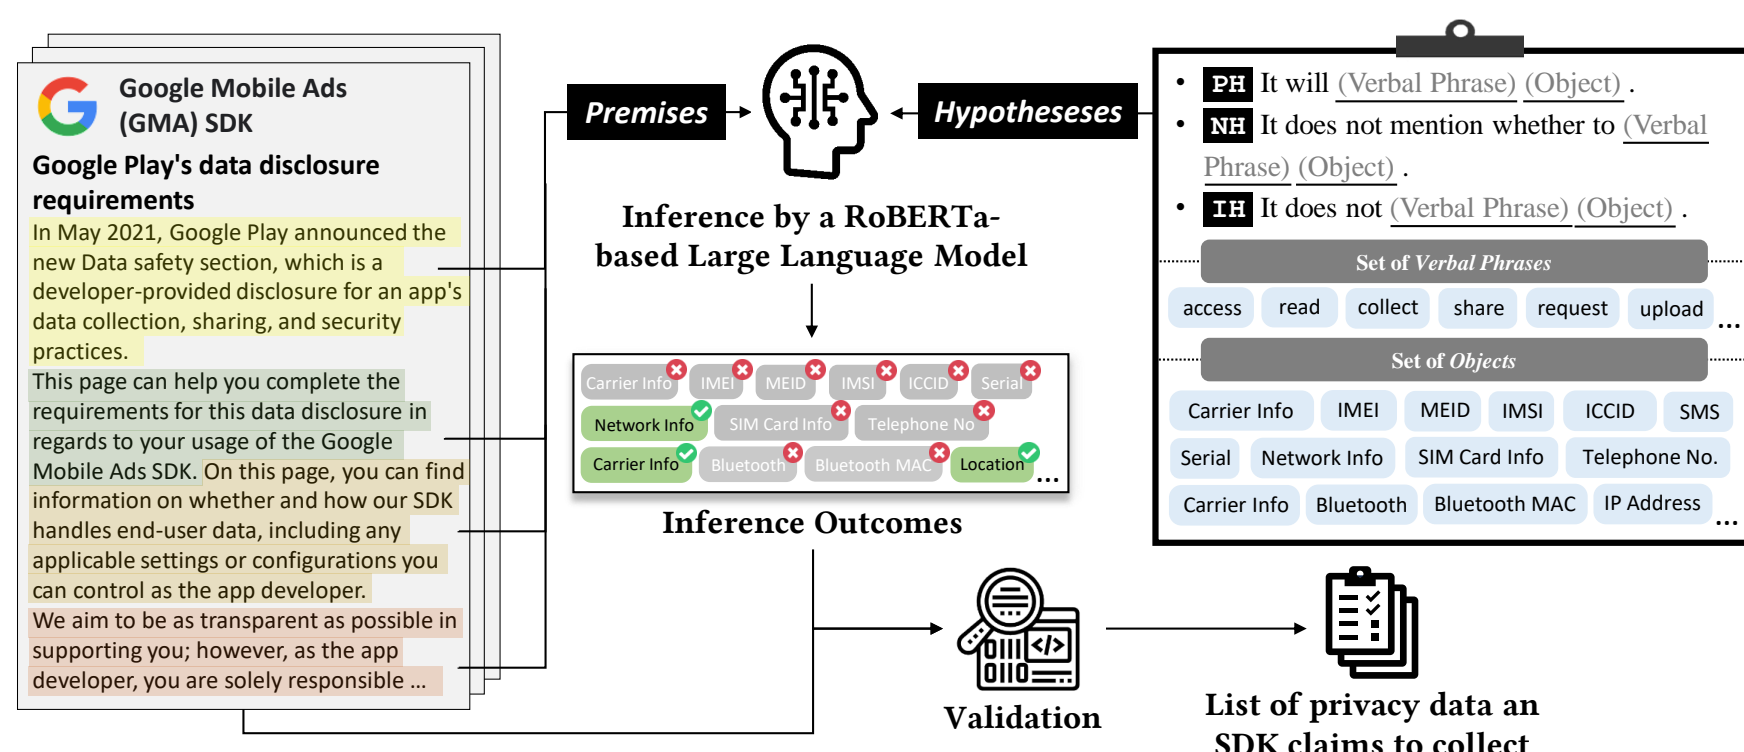 Google Mobile Ads
(GMA) SDK
Google Play's data disclosure
requirements
In May 2021, Google Play announced the
new Data safety section, which is a
developer-provided disclosure for an app's
data collection, sharing, and security
practices.
This page can help you complete the
requirements for this data disclosure in
regards to your usage of the Google
Mobile Ads SDK. On this page, you can find
information on whether and how our SDK
handles end-user data, including any
applicable settings or configurations you
can control as the app developer.
We aim to be as transparent as possible in
supporting you; however, as the app
developer, you are solely responsible ...
Premises
Hypotheseses
Inference by a RoBERTa-
based Large Language Model
Carrier Info IMEI MEID IMSI ICCID Serial
Network Info SIM Card Info Telephone No
Carrier Info Bluetooth Bluetooth MAC Location ...
Inference Outcomes
• PH It will (Verbal Phrase) (Object) .
• NH It does not mention whether to (Verbal
Phrase) (Object) .
• IH It does not (Verbal Phrase) (Object) .
Set of Verbal Phrases
access read collect share request upload ...
Set of Objects
Carrier Info IMEI MEID IMSI ICCID SMS
Serial Network Info SIM Card Info Telephone No.
Carrier Info Bluetooth Bluetooth MAC IP Address ...
Validation
List of privacy data an
SDK claims to collect